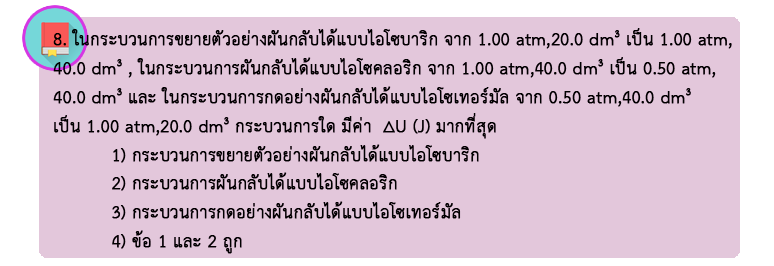 8. ในกระบวนการขยายตัวอย่างผันกลับได้แบบไอโซบาริก จาก 1.00 atm,20.0 dm³ เป็น 1.00 atm,
40.0 dm³ , ในกระบวนการผันกลับได้แบบไอโซคลอริก จาก 1.00 atm,40.0 dm³ เป็น 0.50 atm,
40.0 dm³ และ ในกระบวนการกดอย่างผันกลับได้แบบไอโซเทอร์มัล จาก 0.50 atm,40.0 dm³
เป็น 1.00 atm,20.0 dm³ กระบวนการใด มีค่า ΔU (J) มากที่สุด
1) กระบวนการขยายตัวอย่างผันกลับได้แบบไอโซบาริก
2) กระบวนการผันกลับได้แบบไอโซคลอริก
3) กระบวนการกดอย่างผันกลับได้แบบไอโซเทอร์มัล
4) ข้อ 1 และ 2 ถูก